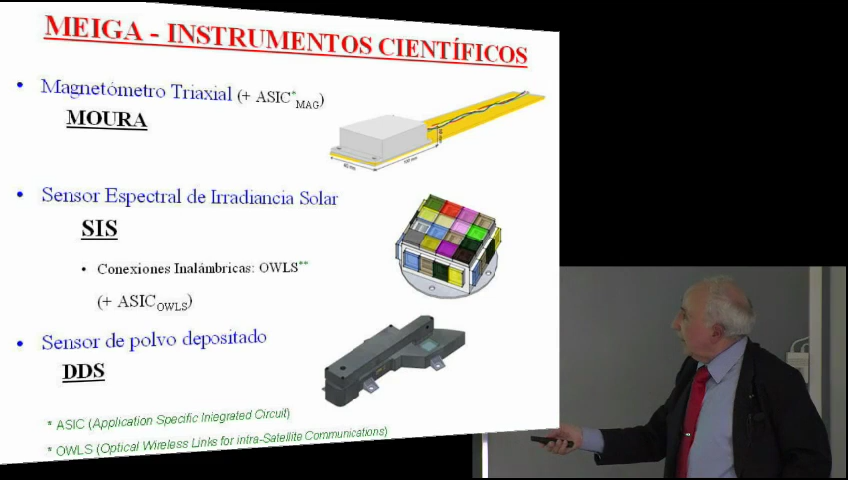 MEIGA - INSTRUMENTOS CIENTÍFICOS
• Magnetómetro Triaxial (+ ASIC*MAG)
MOURA
• Sensor Espectral de Irradiancia Solar
SIS
• Conexiones Inalámbricas: OWLS**
(+ ASICOWLS)
• Sensor de polvo depositado
DDS
* ASIC (Application Specific Integrated Circuit)
* OWLS (Optical Wireless Links for intra-Satellite Communications)